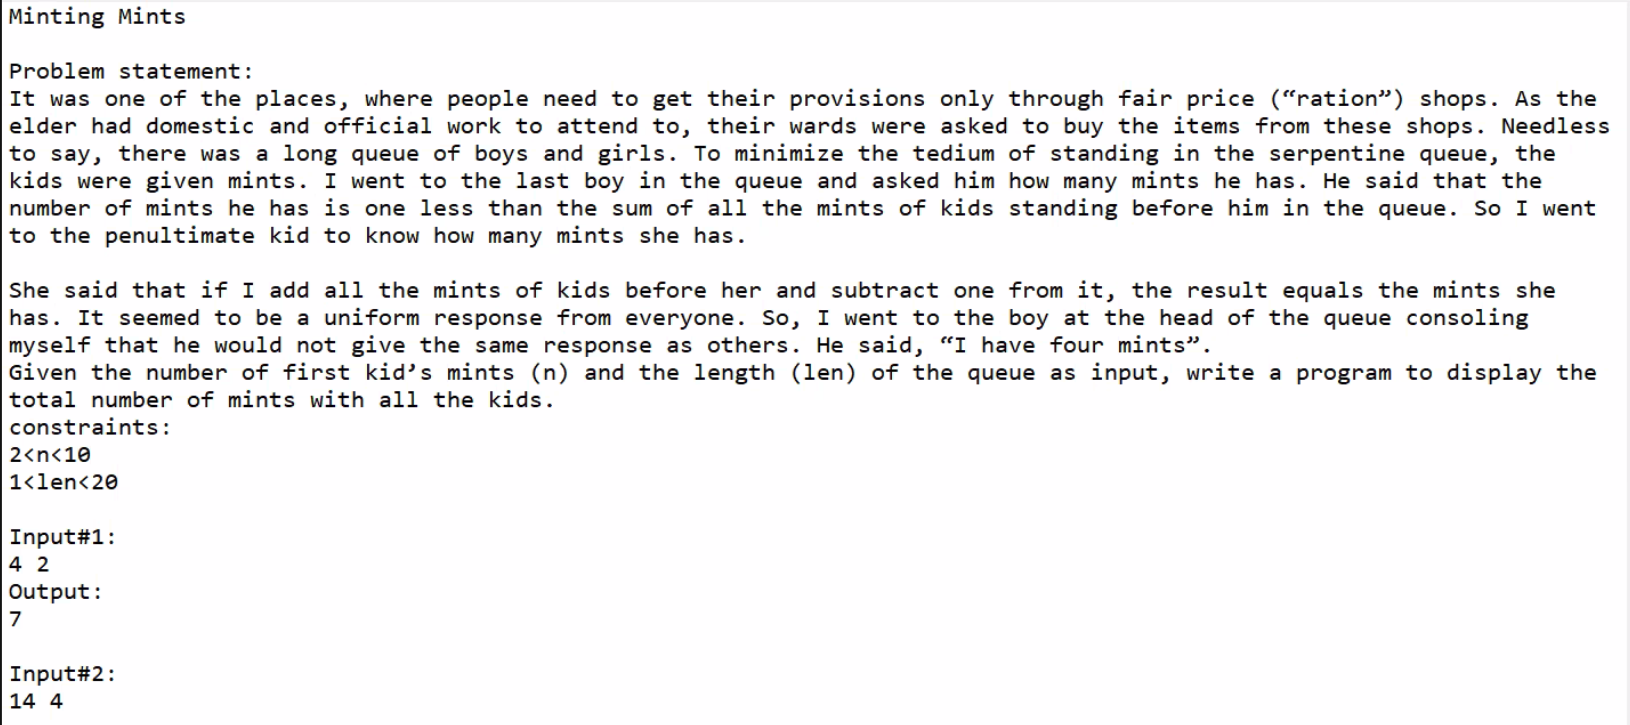 Minting Mints
Problem statement:
It was one of the places, where people need to get their provisions only through fair price (“ration”) shops. As the
elder had domestic and official work to attend to, their wards were asked to buy the items from these shops. Needless
to say, there was a long queue of boys and girls. To minimize the tedium of standing in the serpentine queue, the
kids were given mints. I went to the last boy in the queue and asked him how many mints he has. He said that the
number of mints he has is one less than the sum of all the mints of kids standing before him in the queue. So I went
to the penultimate kid to know how many mints she has.
She said that if I add all the mints of kids before her and subtract one from it, the result equals the mints she
has. It seemed to be a uniform response from everyone. So, I went to the boy at the head of the queue consoling
myself that he would not give the same response as others. He said, “I have four mints”.
Given the number of first kid’s mints (n) and the length (len) of the queue as input, write a program to display the
total number of mints with all the kids.
constraints:
2<n<10
1<len<20
Input#1:
4 2
Output:
7
Input#2:
14 4